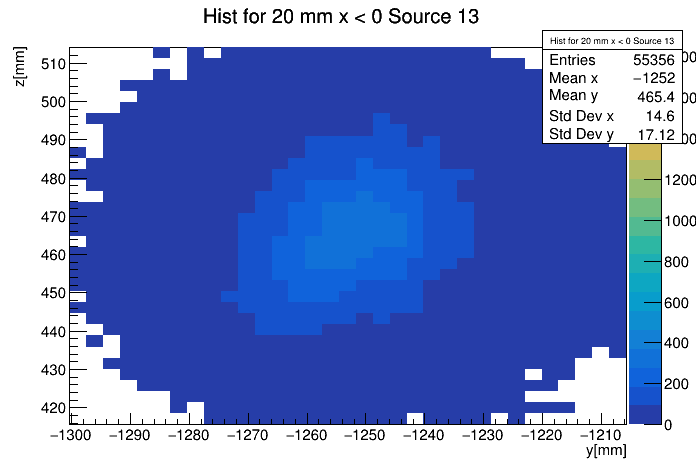 Hist for 20 mm x < 0 Source 13
Hist for 20 mm x < 0 Source 13
Entries 55356
Mean x −1252
Mean y 465.4
Std Dev x 14.6
Std Dev y 17.12
z[mm]
510
500
490
480
470
460
450
440
430
420
−1300 −1290 −1280 −1270 −1260 −1250 −1240 −1230 −1220 −1210
y[mm]
1200
1000
800
600
400
200
0